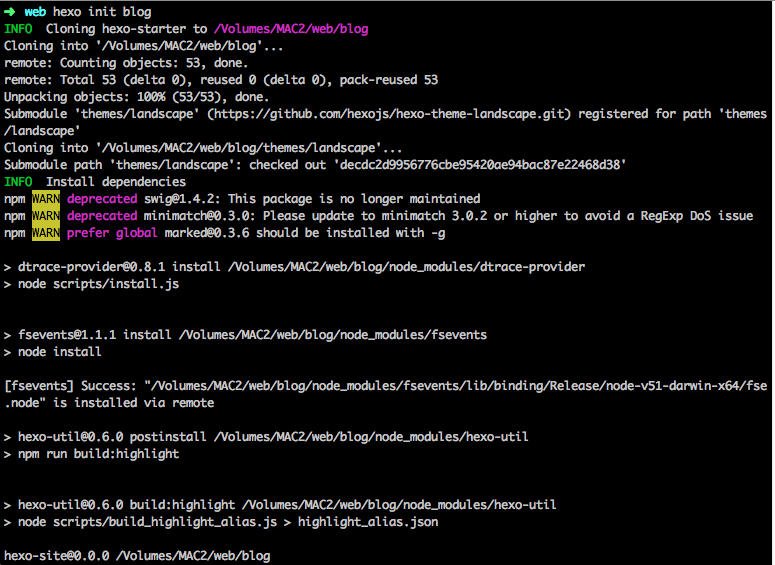 ➜ web hexo init blog
INFO  Cloning hexo-starter to /Volumes/MAC2/web/blog
Cloning into '/Volumes/MAC2/web/blog'...
remote: Counting objects: 53, done.
remote: Total 53 (delta 0), reused 0 (delta 0), pack-reused 53
Unpacking objects: 100% (53/53), done.
Submodule 'themes/landscape' (https://github.com/hexojs/hexo-theme-landscape.git) registered for path 'themes
/landscape'
Cloning into '/Volumes/MAC2/web/blog/themes/landscape'...
Submodule path 'themes/landscape': checked out 'decdc2d9956776cbe95420ae94bac87e22468d38'
INFO  Install dependencies
npm WARN deprecated swig@1.4.2: This package is no longer maintained
npm WARN deprecated minimatch@0.3.0: Please update to minimatch 3.0.2 or higher to avoid a RegExp DoS issue
npm WARN prefer global marked@0.3.6 should be installed with -g
> dtrace-provider@0.8.1 install /Volumes/MAC2/web/blog/node_modules/dtrace-provider
> node scripts/install.js
> fsevents@1.1.1 install /Volumes/MAC2/web/blog/node_modules/fsevents
> node install
[fsevents] Success: "/Volumes/MAC2/web/blog/node_modules/fsevents/lib/binding/Release/node-v51-darwin-x64/fse
.node" is installed via remote
> hexo-util@0.6.0 postinstall /Volumes/MAC2/web/blog/node_modules/hexo-util
> npm run build:highlight
> hexo-util@0.6.0 build:highlight /Volumes/MAC2/web/blog/node_modules/hexo-util
> node scripts/build_highlight_alias.js > highlight_alias.json
hexo-site@0.0.0 /Volumes/MAC2/web/blog